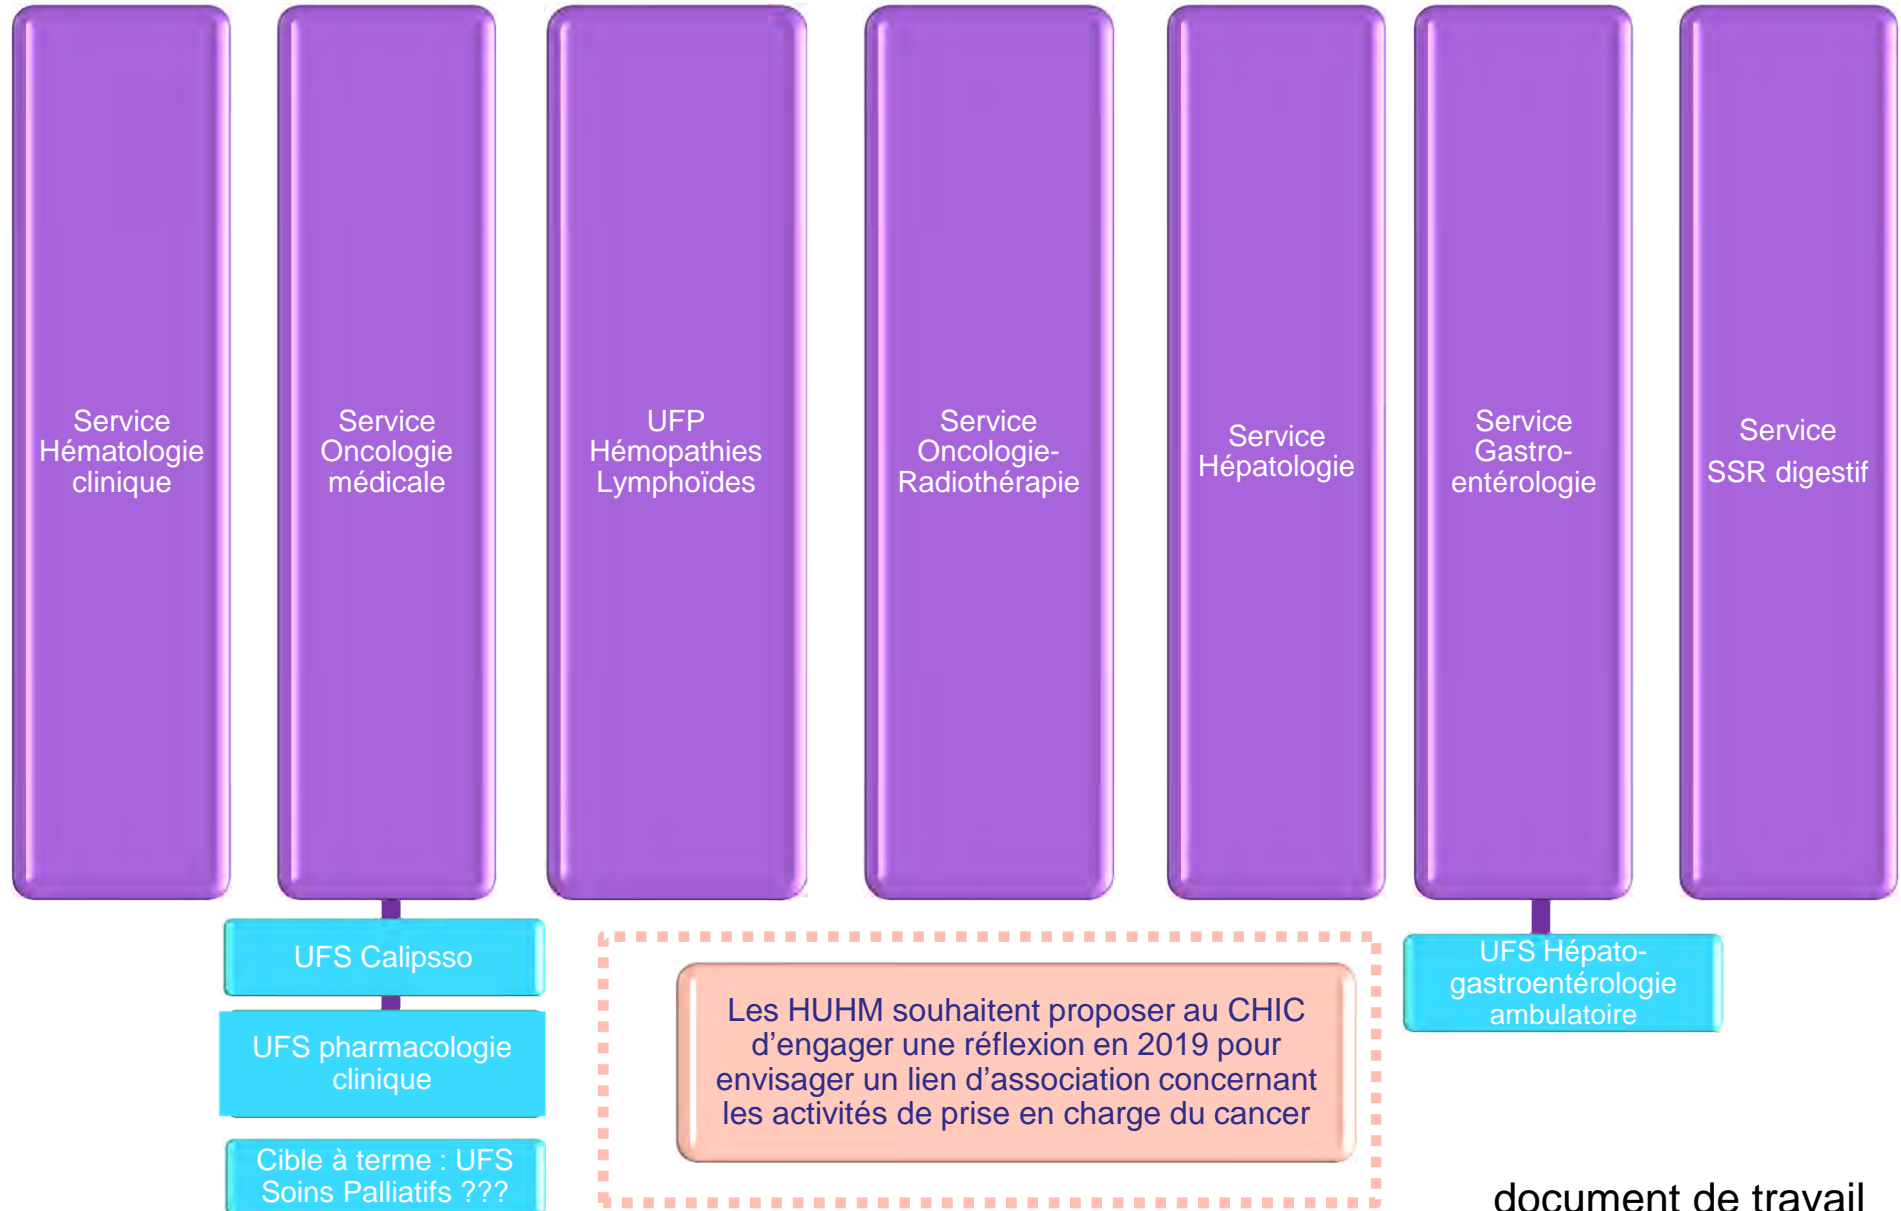 Service
Hématologie
clinique
Service
Oncologie
médicale
UFP
Hémopathies
Lymphoïdes
Service
Oncologie-
Radiothérapie
Service
Hépatologie
Service
Gastro-
entérologie
Service
SSR digestif
UFS Calipsso
UFS pharmacologie
clinique
Cible à terme : UFS
Soins Palliatifs ???
Les HUHM souhaitent proposer au CHIC
d’engager une réflexion en 2019 pour
envisager un lien d’association concernant
les activités de prise en charge du cancer
UFS Hépato-
gastroentérologie
ambulatoire
document de travail